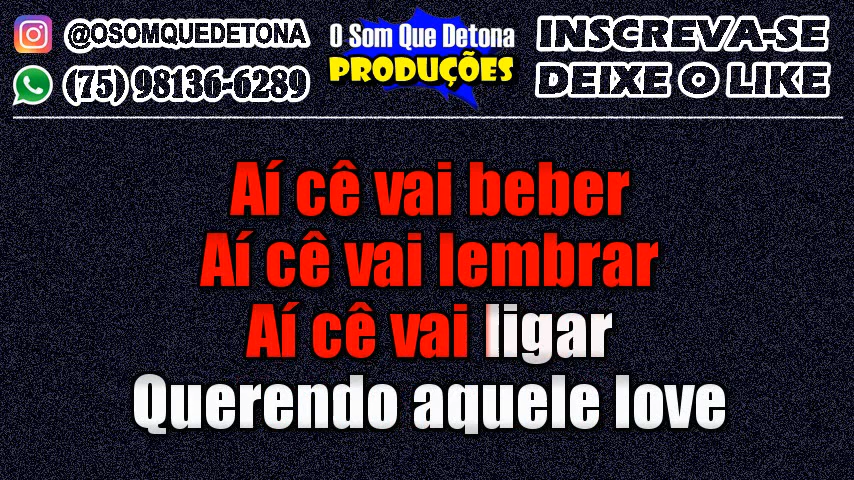 @OSOMQUEDETONA
(75) 98136-6289
O Som Que Detona
PRODUÇÕES
INSCREVA-SE
DEIXE O LIKE
Aí cê vai beber
Aí cê vai lembrar
Aí cê vai ligar
Querendo aquele love